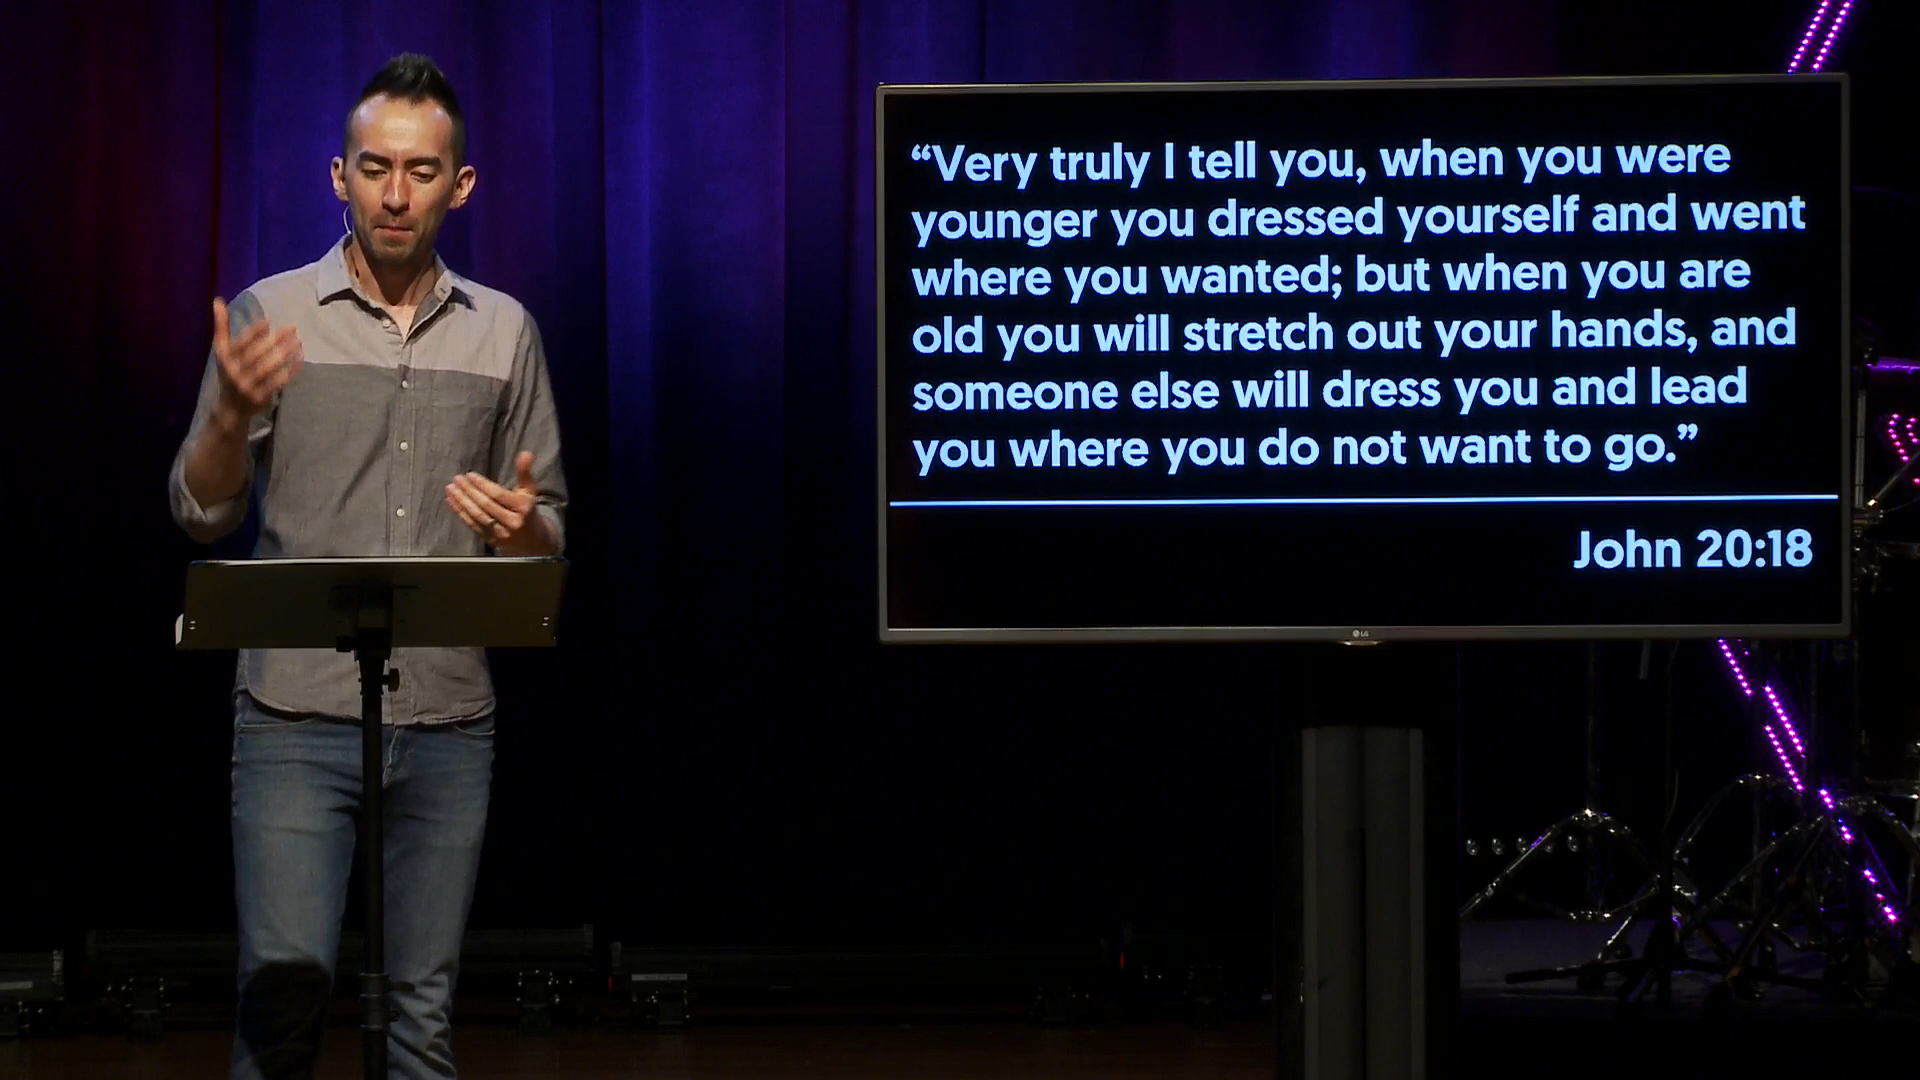 “Very truly I tell you, when you were
younger you dressed yourself and went
where you wanted; but when you are
old you will stretch out your hands, and
someone else will dress you and lead
you where you do not want to go.”
John 20:18
LG